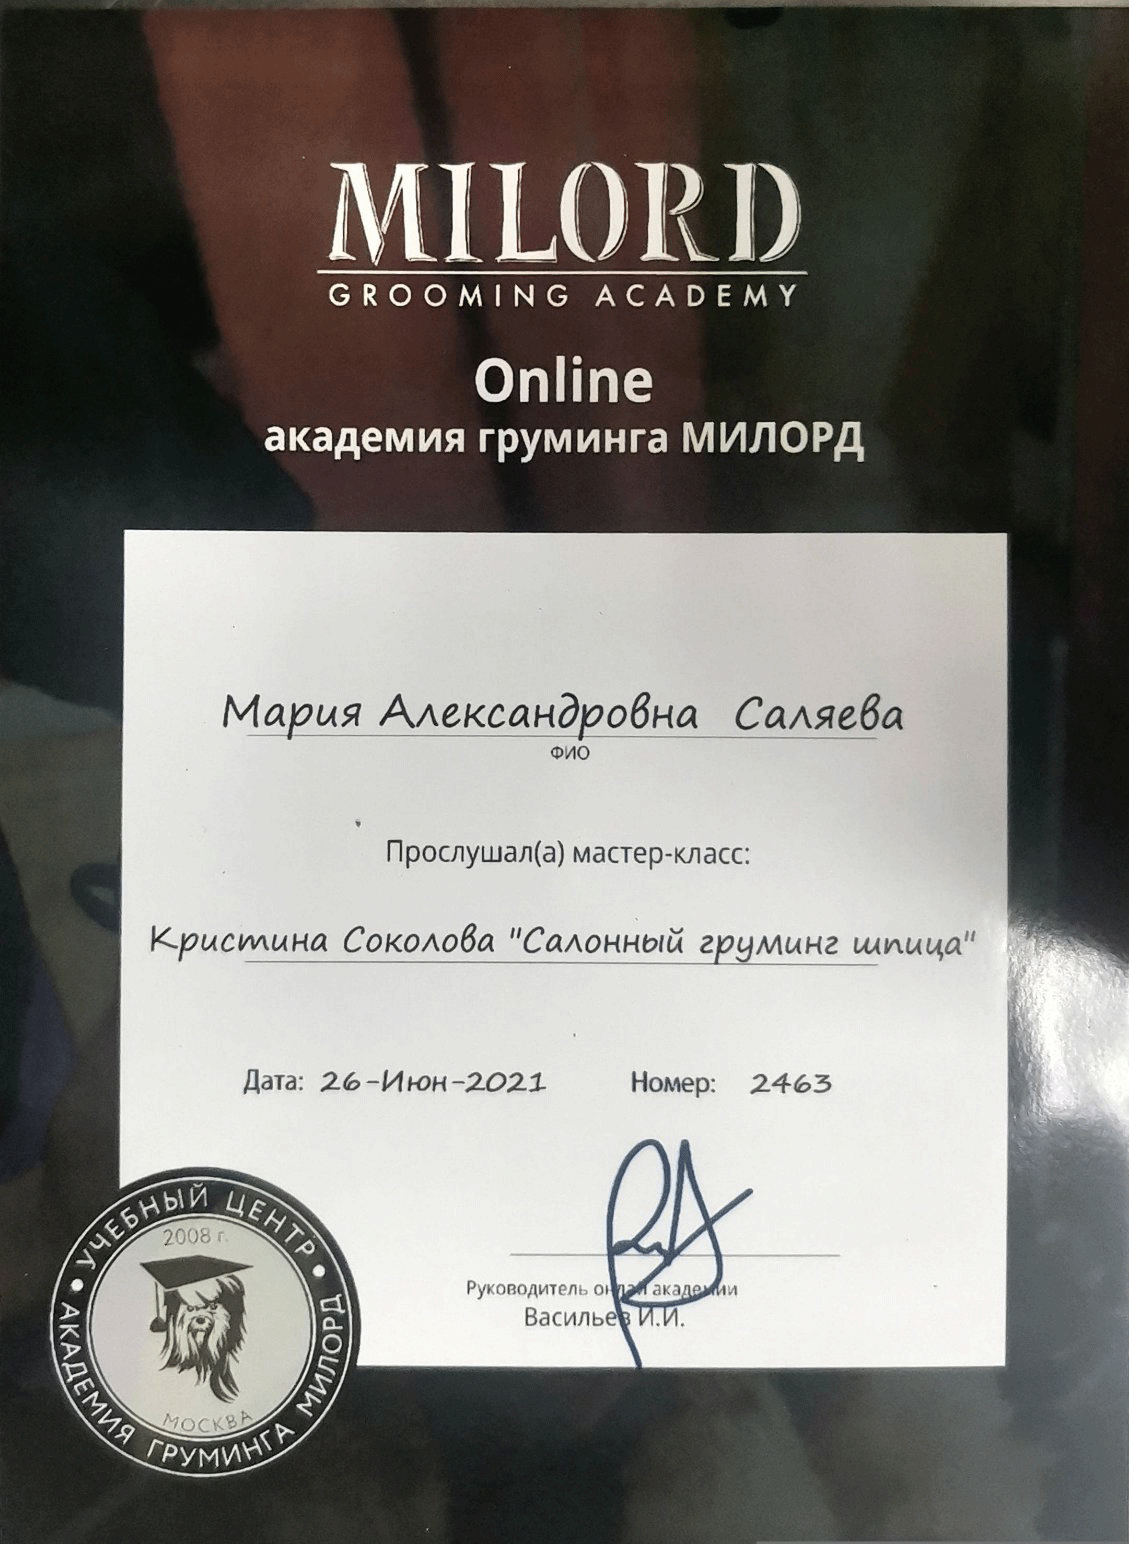 MILORD
GROOMING ACADEMY
Online
академия груминга МИЛОРД
Мария Александровна Саляева
ФИО
Прослушал(а) мастер-класс:
Кристина Соколова "Салонный груминг шпица"
Дата: 26-Июн-2021 Номер: 2463
Руководитель онлай академии
Васильев И.И.
УЧЕБНЫЙ ЦЕНТР
2008 г.
МОСКВА
АКАДЕМИЯ ГРУМИНГА МИЛОРД